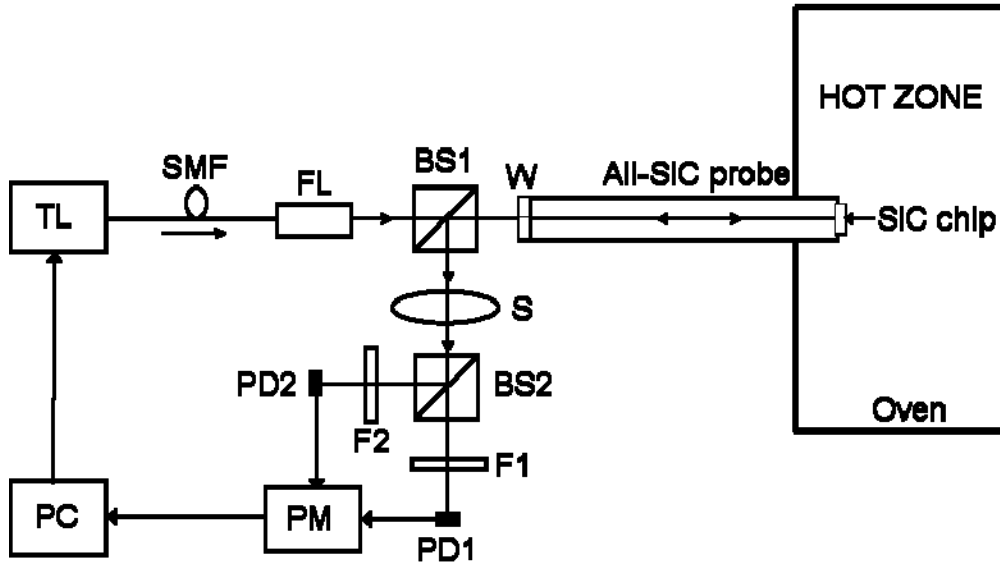 HOT ZONE
BS1
SMF
FL
W
All-SiC probe
TL
SiC chip
S
PD2
BS2
Oven
F2
F1
PC
PM
PD1